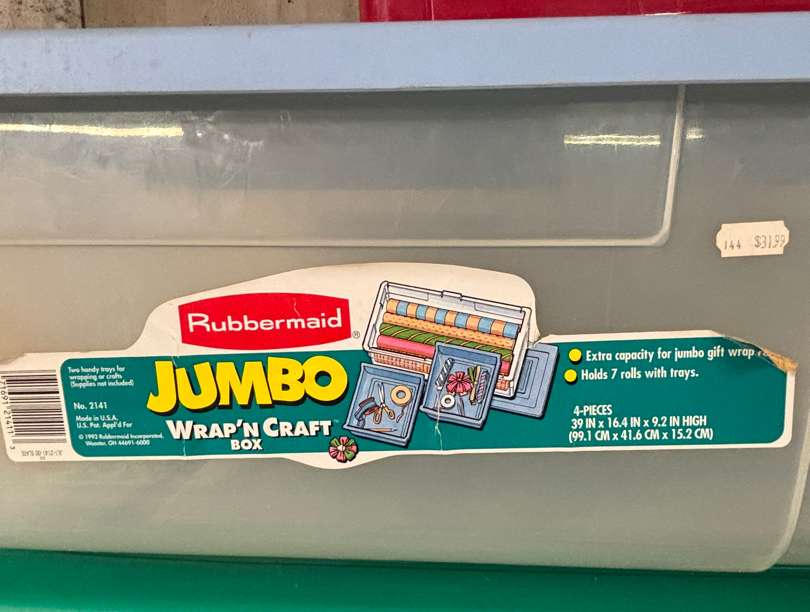 144 $31.99
Rubbermaid®
JUMBO
WRAP'N CRAFT
BOX
Two handy trays for
wrapping or crafts
(Supplies not included)
No. 2141
Made in U.S.A.
U.S. Pat. Appl'd For
© 1992 Rubbermaid Incorporated,
Wooster, OH 44691-6000
Extra capacity for jumbo gift wrap
Holds 7 rolls with trays.
4-PIECES
39 IN x 16.4 IN x 9.2 IN HIGH
(99.1 CM x 41.6 CM x 15.2 CM)